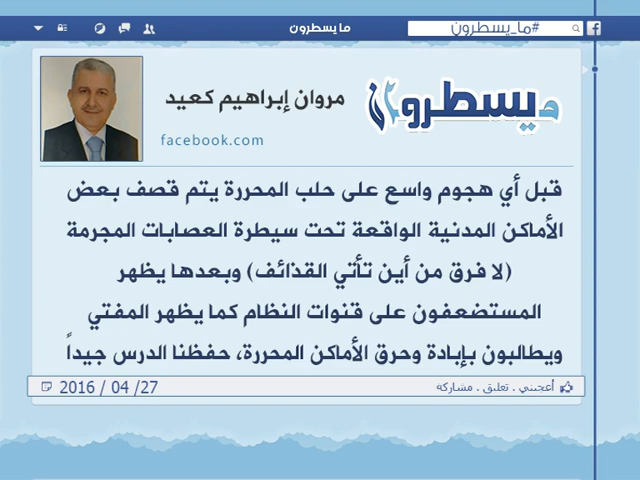 ما يسطرون
#ما_يسطرون
f
ما يسطرون
مروان إبراهيم كعيد
facebook.com
قبل أي هجوم واسع على حلب المحررة يتم قصف بعض
الأماكن المدنية الواقعة تحت سيطرة العصابات المجرمة
(لا فرق من أين تأتي القذائف) وبعدها يظهر
المستضعفون على قنوات النظام كما يظهر المفتي
ويطالبون بإبادة وحرق الأماكن المحررة، حفظنا الدرس جيداً
أعجبني . تعليق . مشاركة
27/ 04 / 2016